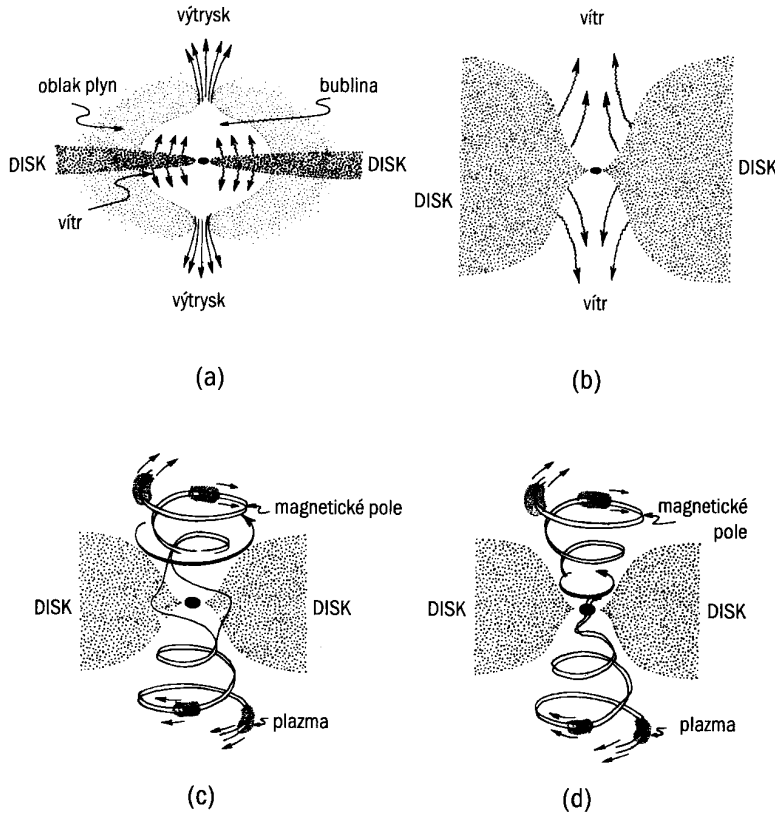 výtrysk
oblak plyn
bublina
DISK
DISK
vítr
výtrysk
(a)
vítr
DISK
DISK
vítr
(b)
magnetické pole
DISK
DISK
plazma
(c)
magnetické
pole
DISK
DISK
plazma
(d)